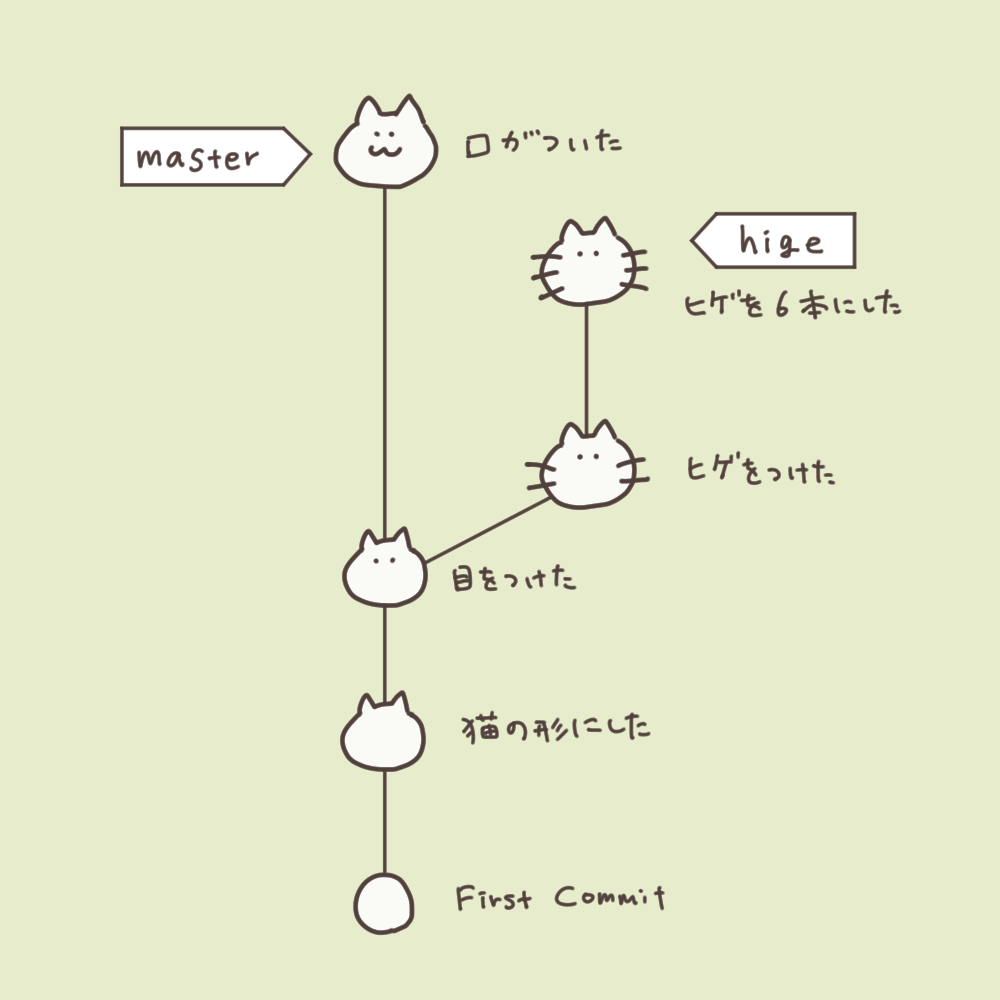 master
口がついた
hige
ヒゲを6本にした
ヒゲをつけた
目をつけた
猫の形にした
First Commit